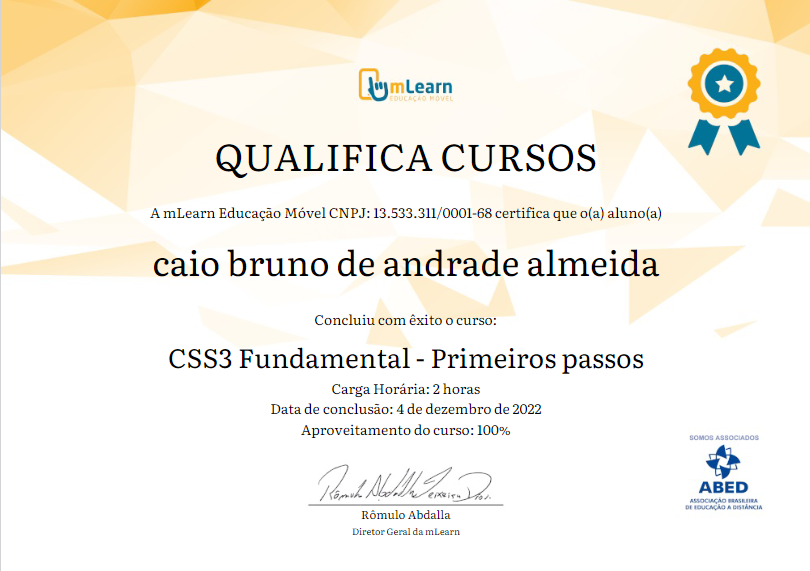 mLearn
EDUCAÇÃO MÓVEL
QUALIFICA CURSOS
A mLearn Educação Móvel CNPJ: 13.533.311/0001-68 certifica que o(a) aluno(a)
caio bruno de andrade almeida
Concluiu com êxito o curso:
CSS3 Fundamental - Primeiros passos
Carga Horária: 2 horas
Data de conclusão: 4 de dezembro de 2022
Aproveitamento do curso: 100%
Rômulo Abdalla
Rômulo Abdalla
Diretor Geral da mLearn
SOMOS ASSOCIADOS
ABED
ASSOCIAÇÃO BRASILEIRA
DE EDUCAÇÃO A DISTÂNCIA